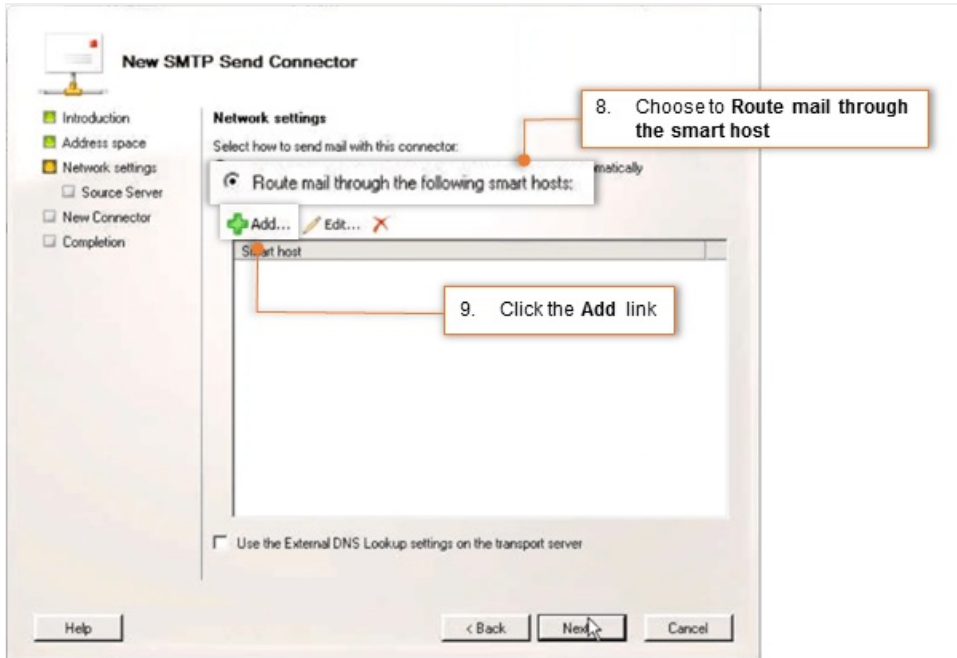 New SMTP Send Connector
Introduction
Address space
Network settings
Source Server
New Connector
Completion
Network settings
Select how to send mail with this connector:
matically
Route mail through the following smart hosts:
Add... Edit...
Smart host
Use the External DNS Lookup settings on the transport server
Help
< Back
Next
Cancel
8. Choose to Route mail through
the smart host
9. Click the Add link